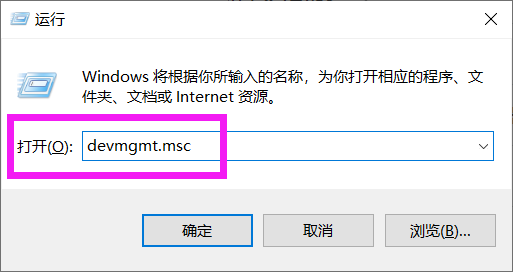 运行
Windows 将根据你所输入的名称，为你打开相应的程序、文
件夹、文档或 Internet 资源。
打开(O): devmgmt.msc
确定 取消 浏览(B)...